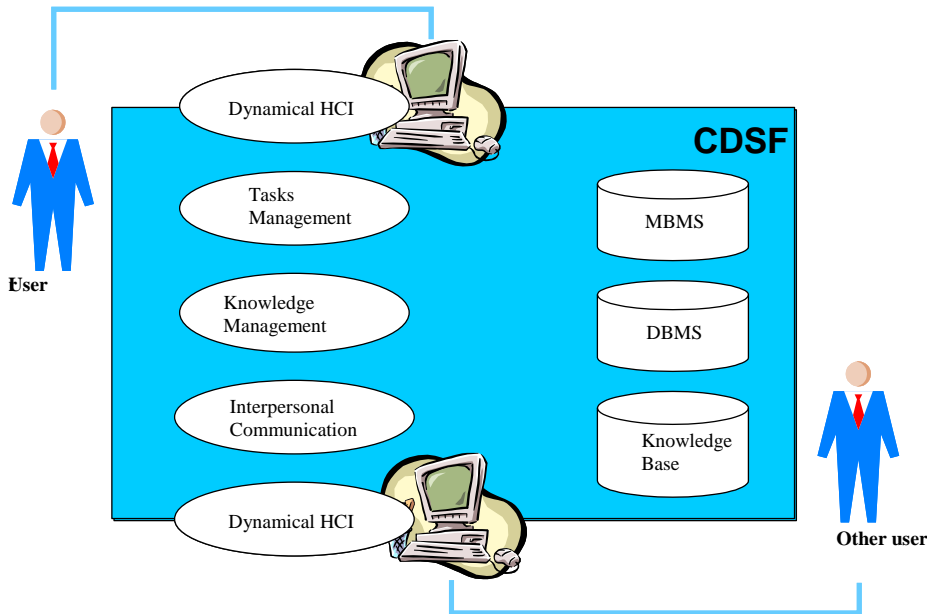 Dynamical HCI
CDSF
Tasks
Management
MBMS
User
Knowledge
Management
DBMS
Interpersonal
Communication
Knowledge
Base
Dynamical HCI
Other user